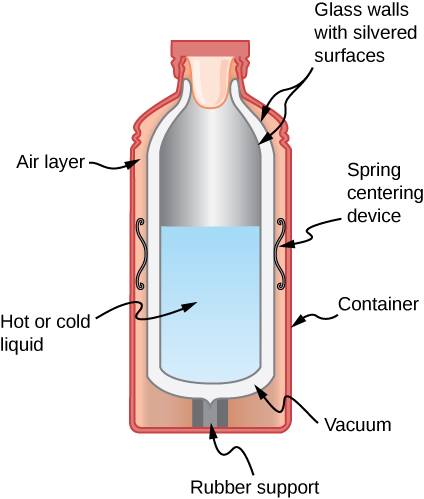 Glass walls
with silvered
surfaces
Air layer
Spring
centering
device
Hot or cold
liquid
Container
Vacuum
Rubber support